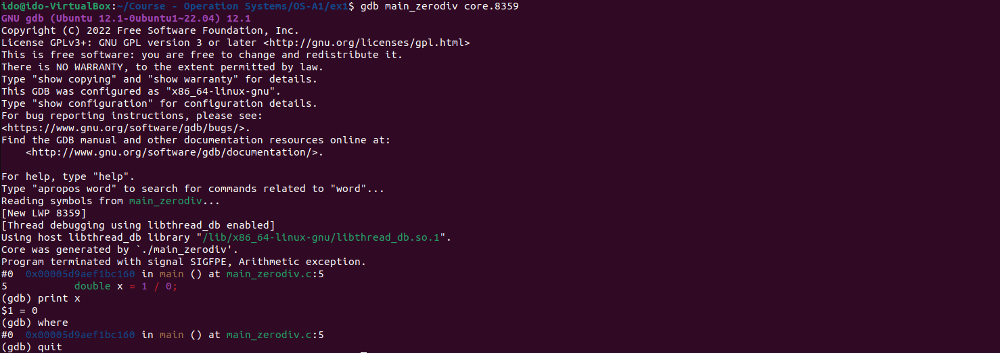 ido@ido-VirtualBox:~/Course - Operation Systems/OS-A1/ex1$ gdb main_zerodiv core.8359
GNU gdb (Ubuntu 12.1-0ubuntu1~22.04) 12.1
Copyright (C) 2022 Free Software Foundation, Inc.
License GPLv3+: GNU GPL version 3 or later <http://gnu.org/licenses/gpl.html>
This is free software: you are free to change and redistribute it.
There is NO WARRANTY, to the extent permitted by law.
Type "show copying" and "show warranty" for details.
This GDB was configured as "x86_64-linux-gnu".
Type "show configuration" for configuration details.
For bug reporting instructions, please see:
<https://www.gnu.org/software/gdb/bugs/>.
Find the GDB manual and other documentation resources online at:
    <http://www.gnu.org/software/gdb/documentation/>.

For help, type "help".
Type "apropos word" to search for commands related to "word"...
Reading symbols from main_zerodiv...
[New LWP 8359]
[Thread debugging using libthread_db enabled]
Using host libthread_db library "/lib/x86_64-linux-gnu/libthread_db.so.1".
Core was generated by `./main_zerodiv'.
Program terminated with signal SIGFPE, Arithmetic exception.
#0  0x00005d9aef1bc160 in main () at main_zerodiv.c:5
5           double x = 1 / 0;
(gdb) print x
$1 = 0
(gdb) where
#0  0x00005d9aef1bc160 in main () at main_zerodiv.c:5
(gdb) quit